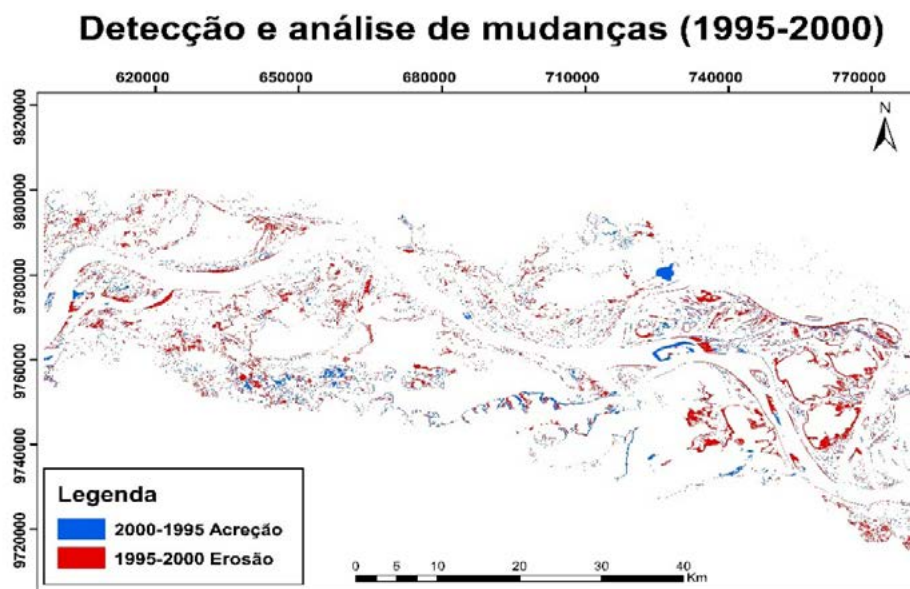 Detecção e análise de mudanças (1995-2000)
620000 650000 680000 710000 740000 770000
9820000
N
9800000
9780000
9760000
9740000
9720000
Legenda
2000-1995 Acreção
1995-2000 Erosão
0 5 10 20 30 40
Km